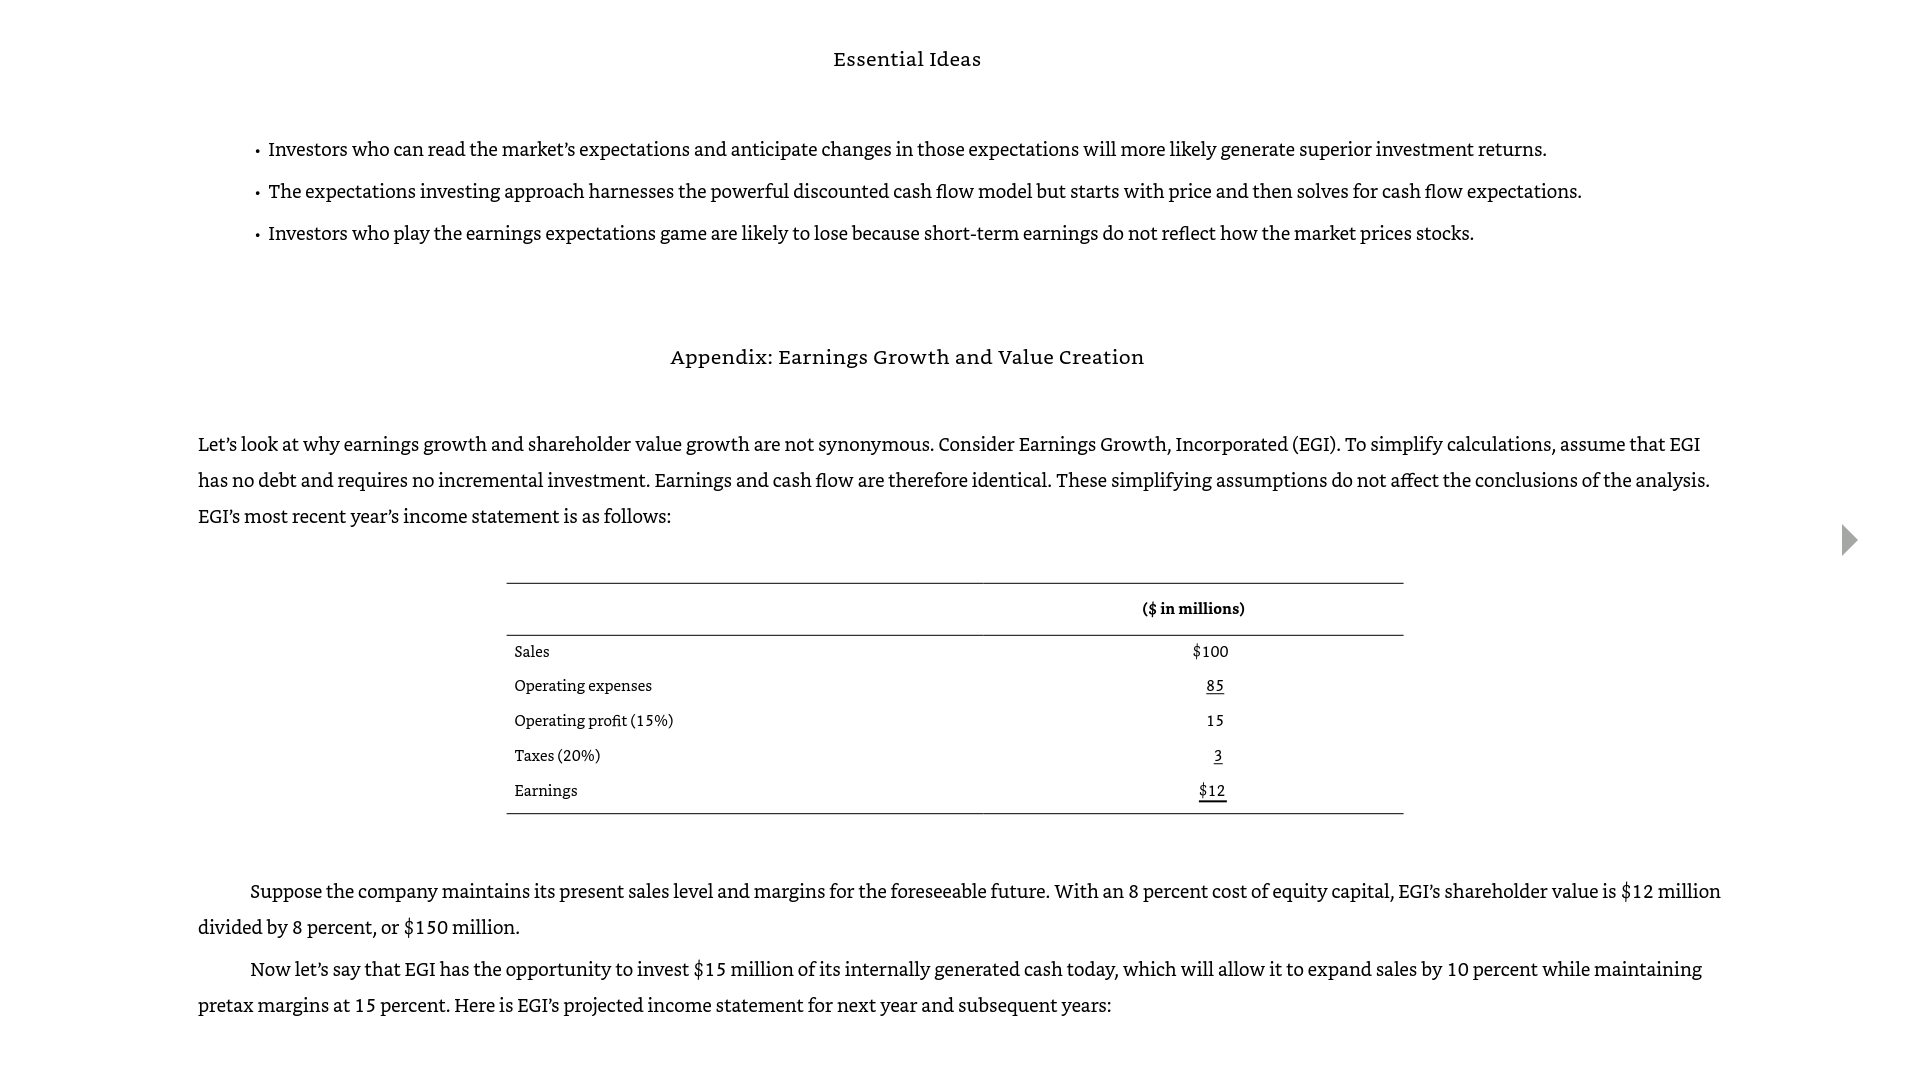 Essential Ideas
• Investors who can read the market’s expectations and anticipate changes in those expectations will more likely generate superior investment returns.
• The expectations investing approach harnesses the powerful discounted cash flow model but starts with price and then solves for cash flow expectations.
• Investors who play the earnings expectations game are likely to lose because short-term earnings do not reflect how the market prices stocks.
Appendix: Earnings Growth and Value Creation
Let’s look at why earnings growth and shareholder value growth are not synonymous. Consider Earnings Growth, Incorporated (EGI). To simplify calculations, assume that EGI
has no debt and requires no incremental investment. Earnings and cash flow are therefore identical. These simplifying assumptions do not affect the conclusions of the analysis.
EGI’s most recent year’s income statement is as follows:
($ in millions)
Sales $100
Operating expenses 85
Operating profit (15%) 15
Taxes (20%) 3
Earnings $12
Suppose the company maintains its present sales level and margins for the foreseeable future. With an 8 percent cost of equity capital, EGI’s shareholder value is $12 million
divided by 8 percent, or $150 million.
Now let’s say that EGI has the opportunity to invest $15 million of its internally generated cash today, which will allow it to expand sales by 10 percent while maintaining
pretax margins at 15 percent. Here is EGI’s projected income statement for next year and subsequent years: